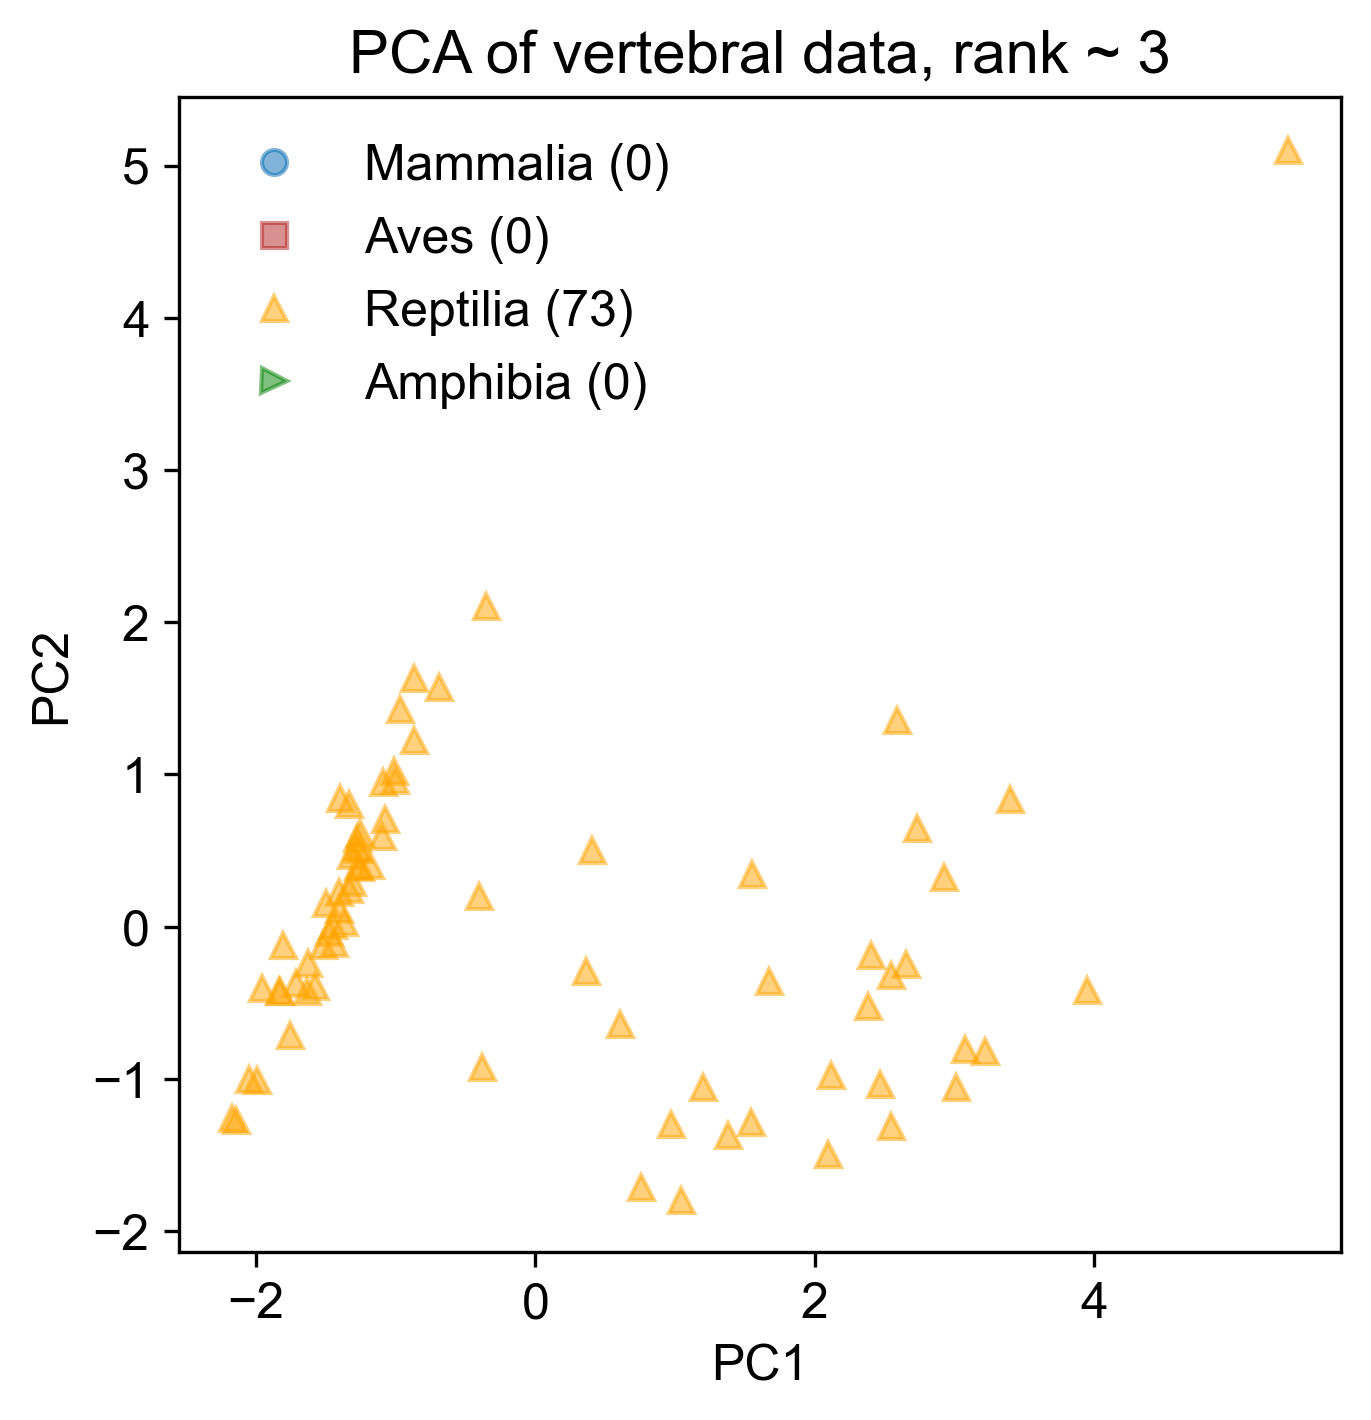 PCA of vertebral data, rank ~ 3
Mammalia (0)
Aves (0)
Reptilia (73)
Amphibia (0)
5
4
3
2
1
0
−1
−2
PC2
−2 0 2 4
PC1